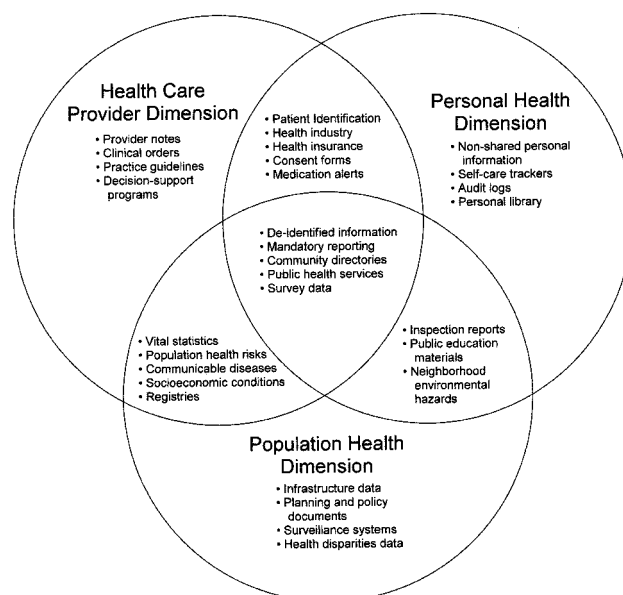 Health Care
Provider Dimension
• Provider notes
• Clinical orders
• Practice guidelines
• Decision-support
programs
• Patient Identification
• Health industry
• Health insurance
• Consent forms
• Medication alerts
Personal Health
Dimension
• Non-shared personal
information
• Self-care trackers
• Audit logs
• Personal library
• De-identified information
• Mandatory reporting
• Community directories
• Public health services
• Survey data
• Vital statistics
• Population health risks
• Communicable diseases
• Socioeconomic conditions
• Registries
• Inspection reports
• Public education
materials
• Neighborhood
environmental
hazards
Population Health
Dimension
• Infrastructure data
• Planning and policy
documents
• Surveillance systems
• Health disparities data